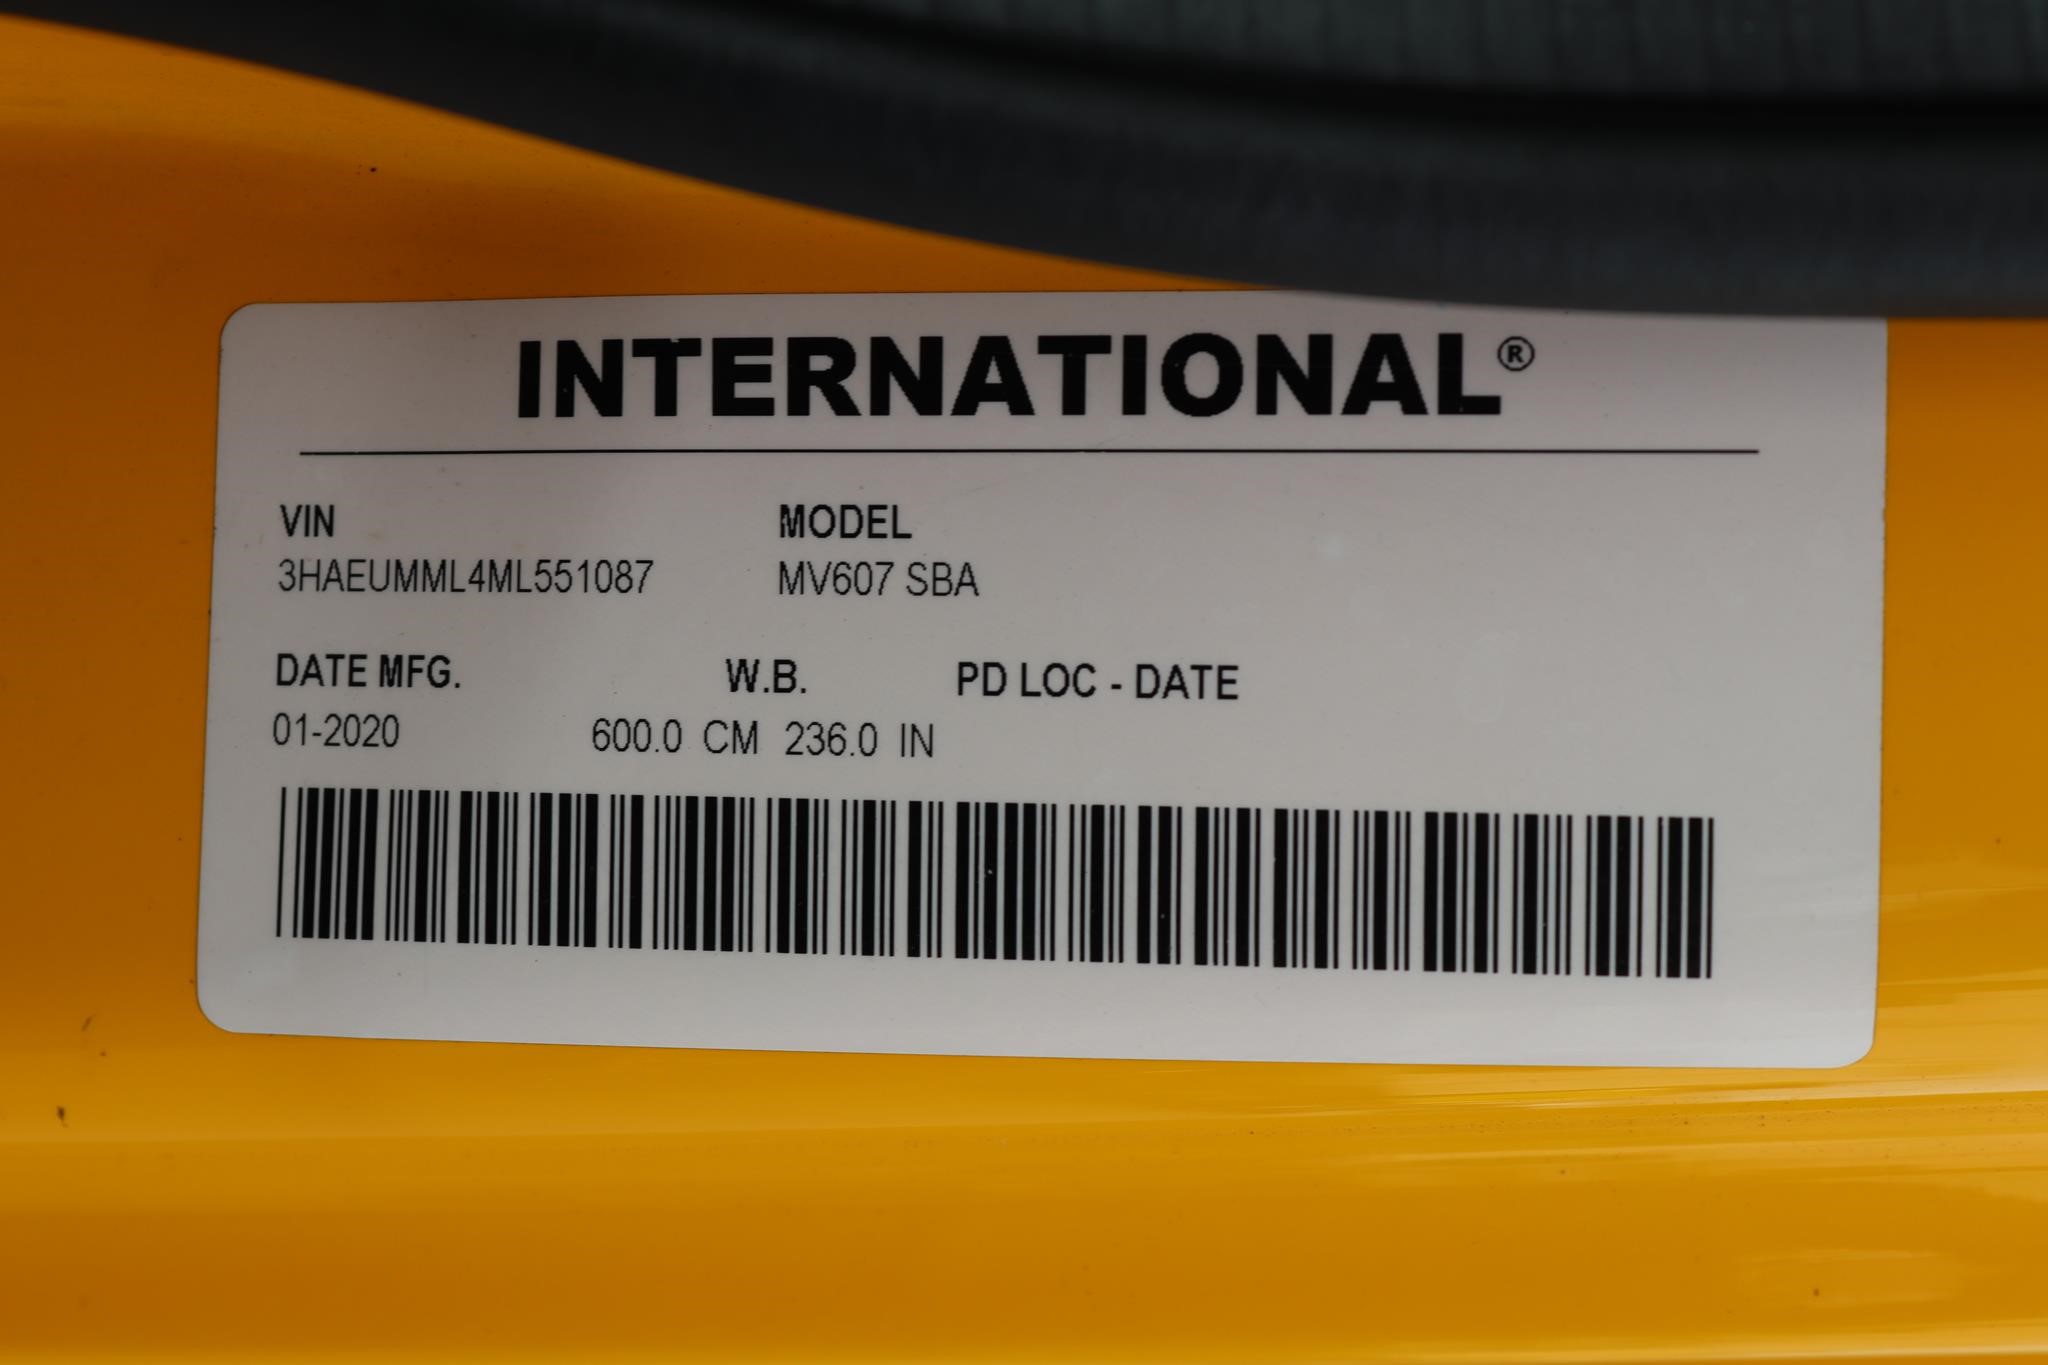 INTERNATIONAL®
VIN MODEL
3HAEUMML4ML551087 MV607 SBA
DATE MFG. W.B. PD LOC - DATE
01-2020 600.0 CM 236.0 IN